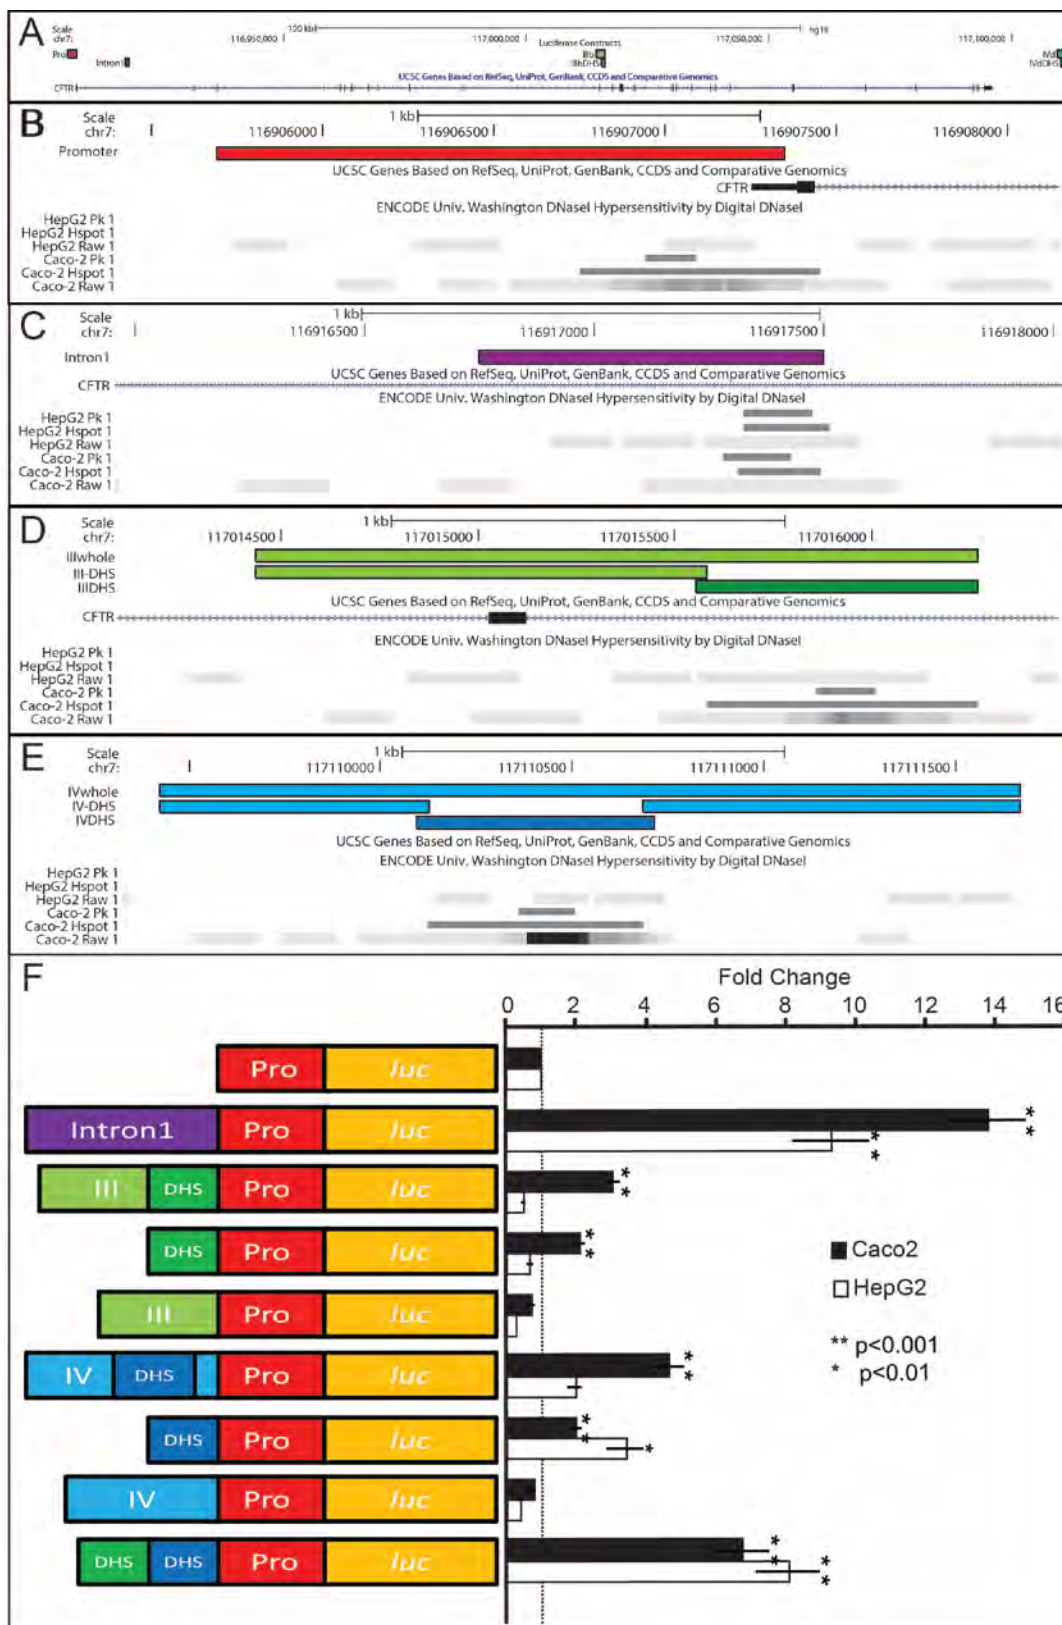 A
Scale 100 kb hg18
chr7: 116,950,000 117,000,000 117,050,000 117,100,000
Luciferase Constructs
Pro
Intron1
IIIDHS
IVDHS
UCSC Genes Based on RefSeq, UniProt, GenBank, CCDS and Comparative Genomics
CFTR
B
Scale 1 kb
chr7: 116906000 116906500 116907000 116907500 116908000
Promoter
UCSC Genes Based on RefSeq, UniProt, GenBank, CCDS and Comparative Genomics
CFTR
ENCODE Univ. Washington DNaseI Hypersensitivity by Digital DNaseI
HepG2 Pk 1
HepG2 Hspot 1
HepG2 Raw 1
Caco-2 Pk 1
Caco-2 Hspot 1
Caco-2 Raw 1
C
Scale 1 kb
chr7: 116916500 116917000 116917500 116918000
Intron1
UCSC Genes Based on RefSeq, UniProt, GenBank, CCDS and Comparative Genomics
CFTR
ENCODE Univ. Washington DNaseI Hypersensitivity by Digital DNaseI
HepG2 Pk 1
HepG2 Hspot 1
HepG2 Raw 1
Caco-2 Pk 1
Caco-2 Hspot 1
Caco-2 Raw 1
D
Scale 1 kb
chr7: 117014500 117015000 117015500 117016000
IIIwhole
III-DHS
IIIDHS
UCSC Genes Based on RefSeq, UniProt, GenBank, CCDS and Comparative Genomics
CFTR
ENCODE Univ. Washington DNaseI Hypersensitivity by Digital DNaseI
HepG2 Pk 1
HepG2 Hspot 1
HepG2 Raw 1
Caco-2 Pk 1
Caco-2 Hspot 1
Caco-2 Raw 1
E
Scale 1 kb
chr7: 117110000 117110500 117111000 117111500
IVwhole
IV-DHS
IVDHS
UCSC Genes Based on RefSeq, UniProt, GenBank, CCDS and Comparative Genomics
ENCODE Univ. Washington DNaseI Hypersensitivity by Digital DNaseI
HepG2 Pk 1
HepG2 Hspot 1
HepG2 Raw 1
Caco-2 Pk 1
Caco-2 Hspot 1
Caco-2 Raw 1
F
Fold Change
0 2 4 6 8 10 12 14 16
Pro luc
Intron1 Pro luc
* *
* *
III DHS Pro luc
* *
DHS Pro luc
* *
Caco2
HepG2
** p<0.001
* p<0.01
III Pro luc
IV DHS Pro luc
* *
DHS Pro luc
* *
*
IV Pro luc
DHS DHS Pro luc
* *
* *